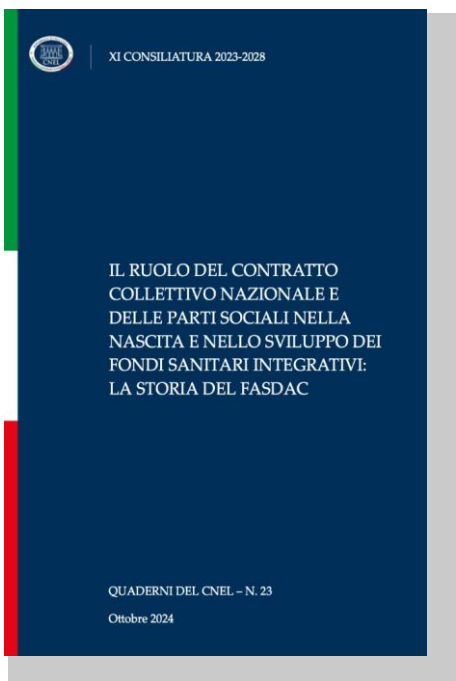 CNEL
XI CONSILIATURA 2023-2028
IL RUOLO DEL CONTRATTO
COLLETTIVO NAZIONALE E
DELLE PARTI SOCIALI NELLA
NASCITA E NELLO SVILUPPO DEI
FONDI SANITARI INTEGRATIVI:
LA STORIA DEL FASDAC
QUADERNI DEL CNEL – N. 23
Ottobre 2024